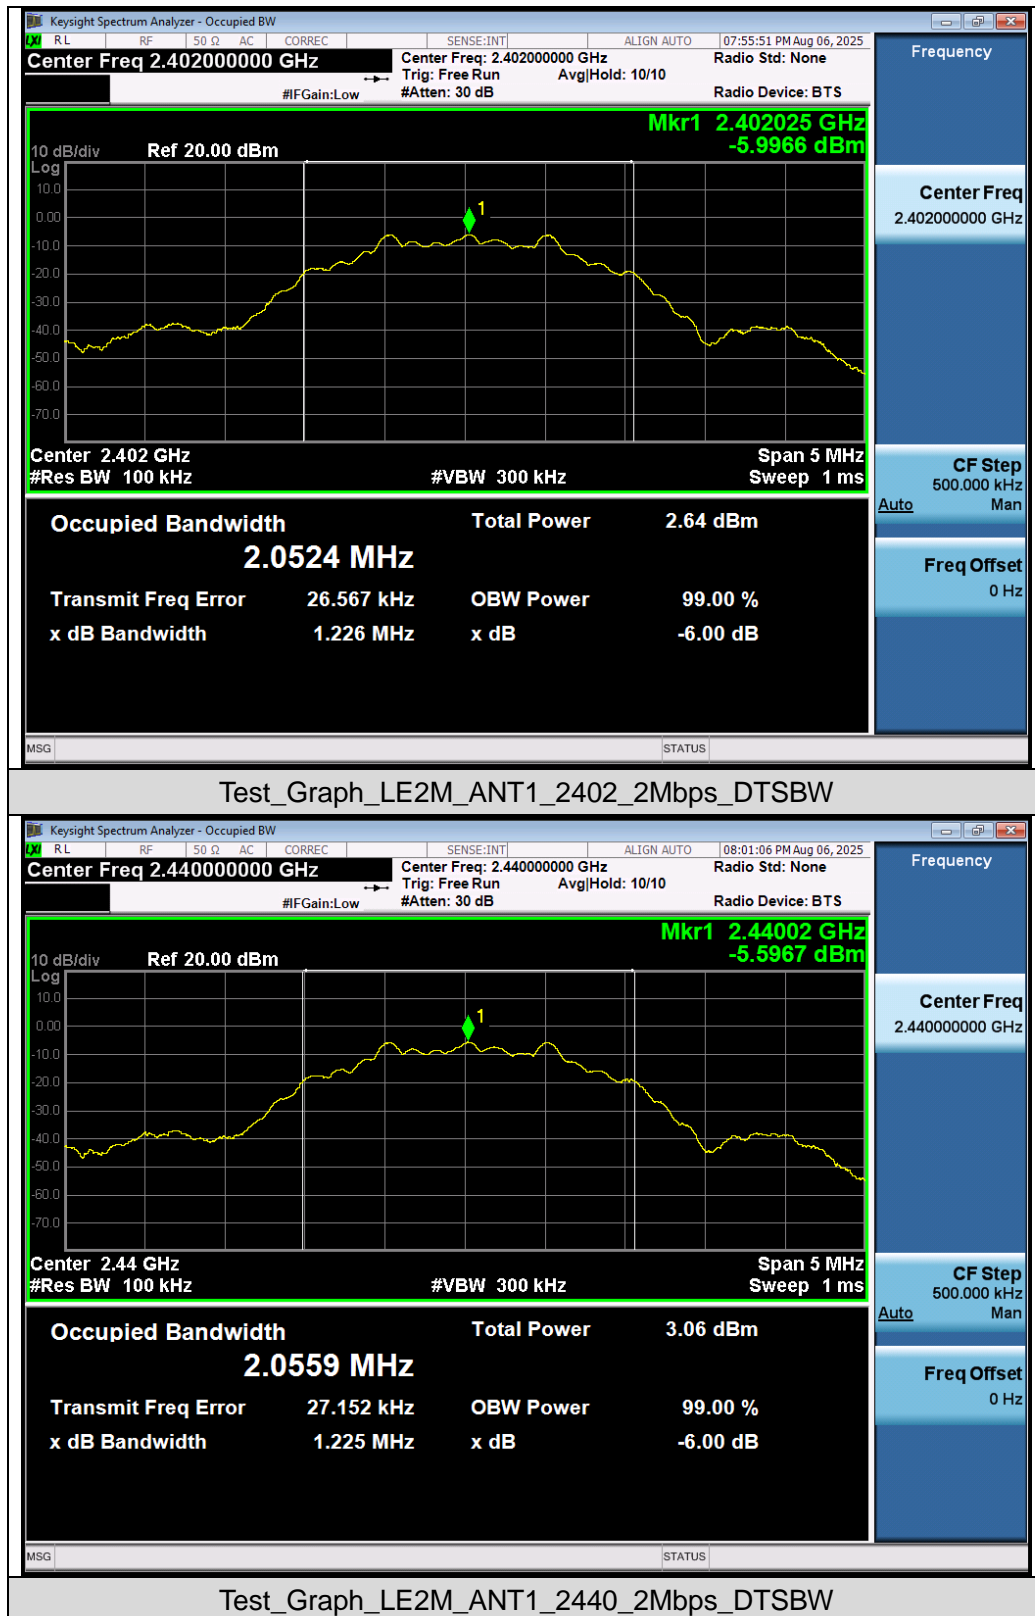 Keysight Spectrum Analyzer - Occupied BW
LXI RL RF 50 Ω AC CORREC SENSE:INT ALIGN AUTO 07:55:51 PM Aug 06, 2025
Center Freq 2.402000000 GHz
Center Freq: 2.402000000 GHz Radio Std: None
Trig: Free Run Avg|Hold: 10/10
#IFGain:Low #Atten: 30 dB Radio Device: BTS
Mkr1 2.402025 GHz
-5.9966 dBm
10 dB/div Ref 20.00 dBm
Log
10.0
0.00
-10.0
-20.0
-30.0
-40.0
-50.0
-60.0
-70.0
1
Center 2.402 GHz Span 5 MHz
#Res BW 100 kHz #VBW 300 kHz Sweep 1 ms
Occupied Bandwidth Total Power 2.64 dBm
2.0524 MHz
Transmit Freq Error 26.567 kHz OBW Power 99.00 %
x dB Bandwidth 1.226 MHz x dB -6.00 dB
MSG STATUS
Frequency
Center Freq
2.402000000 GHz
CF Step
500.000 kHz
Auto Man
Freq Offset
0 Hz
Test_Graph_LE2M_ANT1_2402_2Mbps_DTSBW
Keysight Spectrum Analyzer - Occupied BW
LXI RL RF 50 Ω AC CORREC SENSE:INT ALIGN AUTO 08:01:06 PM Aug 06, 2025
Center Freq 2.440000000 GHz
Center Freq: 2.440000000 GHz Radio Std: None
Trig: Free Run Avg|Hold: 10/10
#IFGain:Low #Atten: 30 dB Radio Device: BTS
Mkr1 2.44002 GHz
-5.5967 dBm
10 dB/div Ref 20.00 dBm
Log
10.0
0.00
-10.0
-20.0
-30.0
-40.0
-50.0
-60.0
-70.0
1
Center 2.44 GHz Span 5 MHz
#Res BW 100 kHz #VBW 300 kHz Sweep 1 ms
Occupied Bandwidth Total Power 3.06 dBm
2.0559 MHz
Transmit Freq Error 27.152 kHz OBW Power 99.00 %
x dB Bandwidth 1.225 MHz x dB -6.00 dB
MSG STATUS
Frequency
Center Freq
2.440000000 GHz
CF Step
500.000 kHz
Auto Man
Freq Offset
0 Hz
Test_Graph_LE2M_ANT1_2440_2Mbps_DTSBW